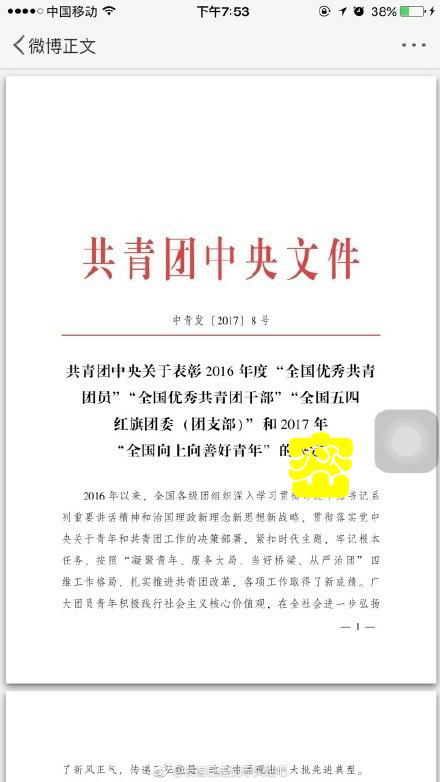 中国移动 下午7:53 38%
微博正文
共青团中央文件
中青发〔2017〕8号
共青团中央关于表彰2016年度“全国优秀共青
团员”“全国优秀共青团干部”“全国五四
红旗团委（团支部）”和2017年
“全国向上向善好青年”的
2016年以来，全国各级团组织深入学习贯彻 书记系
列重要讲话精神和治国理政新理念新思想新战略，贯彻落实党中
央关于青年和共青团工作的决策部署，紧扣时代主题，牢记根本
任务，按照“凝聚青年、服务大局、当好桥梁、从严治团”四
维工作格局，扎实推进共青团改革，各项工作取得了新成绩。广
大团员青年积极践行社会主义核心价值观，在全社会进一步弘扬
— 1 —
了新风正气，传递 大批先进典型。